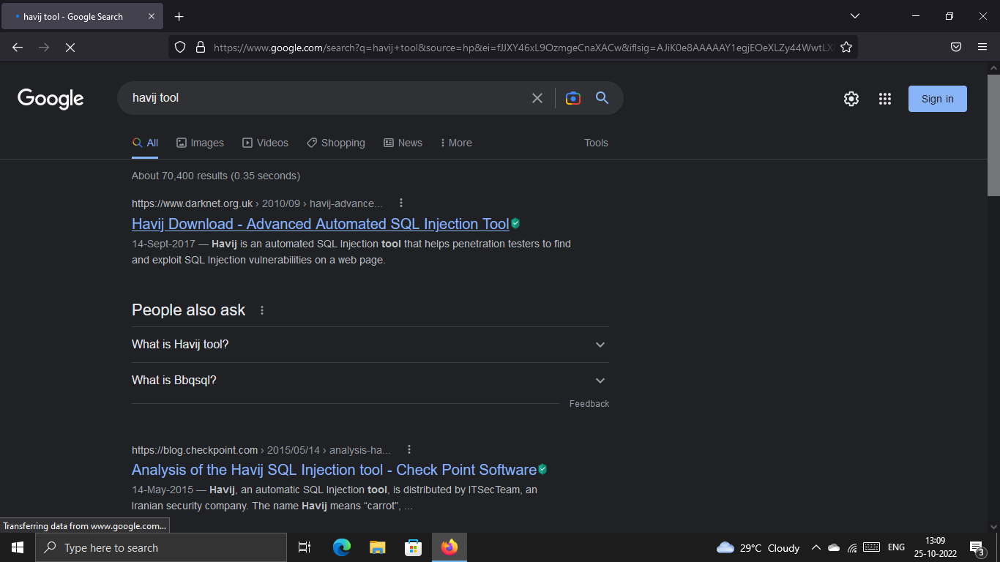 havij tool - Google Search
https://www.google.com/search?q=havij+tool&source=hp&ei=fJJXY46xL9OzmgeCnaXACw&iflsig=AJiK0e8AAAAAY1egjEOeXLZy44WwtLX
Google
havij tool
Sign in
All Images Videos Shopping News More Tools
About 70,400 results (0.35 seconds)
https://www.darknet.org.uk › 2010/09 › havij-advance...
Havij Download - Advanced Automated SQL Injection Tool
14-Sept-2017 — Havij is an automated SQL Injection tool that helps penetration testers to find
and exploit SQL Injection vulnerabilities on a web page.
People also ask
What is Havij tool?
What is Bbqsql?
Feedback
https://blog.checkpoint.com › 2015/05/14 › analysis-ha...
Analysis of the Havij SQL Injection tool - Check Point Software
14-May-2015 — Havij, an automatic SQL Injection tool, is distributed by ITSecTeam, an
Iranian security company. The name Havij means “carrot”, ...
Transferring data from www.google.com...
Type here to search
29°C Cloudy
ENG
13:09
25-10-2022
3